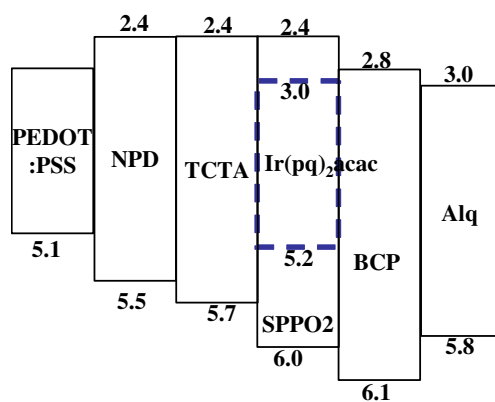 2.4
2.4
2.4
2.8
3.0
3.0
PEDOT
:PSS
NPD
TCTA
Ir(pq)₂acac
Alq
5.1
5.2
BCP
5.5
5.7
SPPO2
6.0
5.8
6.1